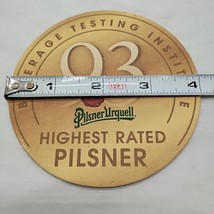 BEVERAGE TESTING INSTITUTE
93
1 2 3 4
Pilsner Urquell
HIGHEST RATED
PILSNER